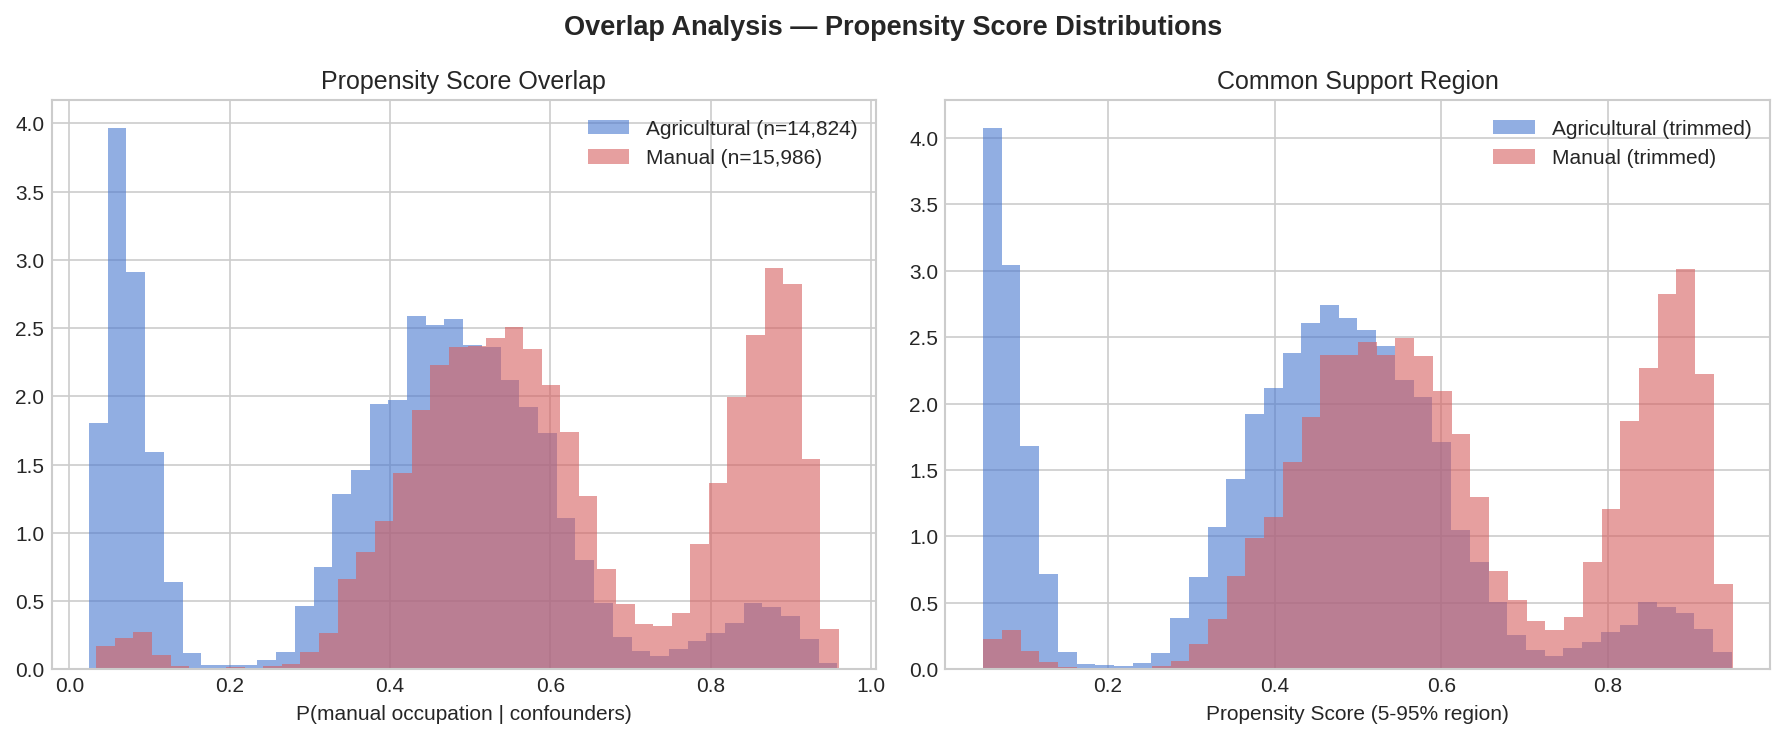 Overlap Analysis — Propensity Score Distributions
Propensity Score Overlap
Agricultural (n=14,824)
Manual (n=15,986)
4.0
3.5
3.0
2.5
2.0
1.5
1.0
0.5
0.0
0.0 0.2 0.4 0.6 0.8 1.0
P(manual occupation | confounders)
Common Support Region
Agricultural (trimmed)
Manual (trimmed)
4.0
3.5
3.0
2.5
2.0
1.5
1.0
0.5
0.0
0.2 0.4 0.6 0.8
Propensity Score (5-95% region)